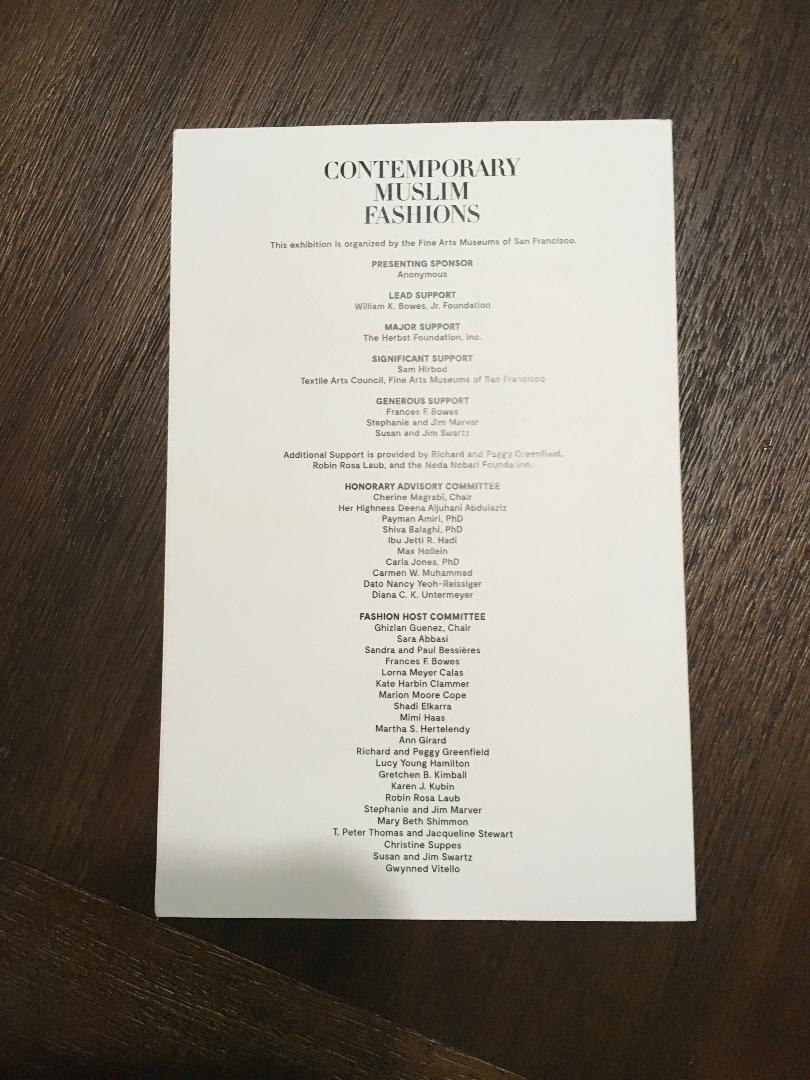 CONTEMPORARY
MUSLIM
FASHIONS
This exhibition is organized by the Fine Arts Museums of San Francisco.
PRESENTING SPONSOR
Anonymous
LEAD SUPPORT
William K. Bowes, Jr. Foundation
MAJOR SUPPORT
The Herbst Foundation, Inc.
SIGNIFICANT SUPPORT
Sam Hirbod
Textile Arts Council, Fine Arts Museums of San Francisco
GENEROUS SUPPORT
Frances F. Bowes
Stephanie and Jim Marver
Susan and Jim Swartz
Additional Support is provided by Richard and Peggy Greenfield,
Robin Rosa Laub, and the Neda Nobari Foundation.
HONORARY ADVISORY COMMITTEE
Cherine Magrabi, Chair
Her Highness Deena Aljuhani Abdulaziz
Payman Amiri, PhD
Shiva Balaghi, PhD
Ibu Jetti R. Hadi
Max Hollein
Carla Jones, PhD
Carmen W. Muhammad
Dato Nancy Yeoh-Reissiger
Diana C. K. Untermeyer
FASHION HOST COMMITTEE
Ghizlan Guenez, Chair
Sara Abbasi
Sandra and Paul Bessières
Frances F. Bowes
Lorna Meyer Calas
Kate Harbin Clammer
Marion Moore Cope
Shadi Elkarra
Mimi Haas
Martha S. Hertelendy
Ann Girard
Richard and Peggy Greenfield
Lucy Young Hamilton
Gretchen B. Kimball
Karen J. Kubin
Robin Rosa Laub
Stephanie and Jim Marver
Mary Beth Shimmon
T. Peter Thomas and Jacqueline Stewart
Christine Suppes
Susan and Jim Swartz
Gwynned Vitello